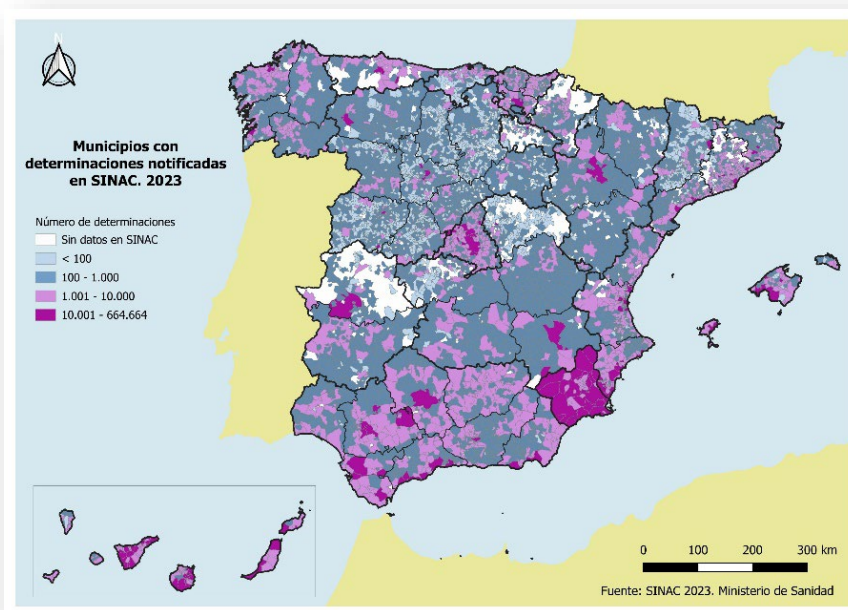 Municipios con
determinaciones notificadas
en SINAC. 2023
Número de determinaciones
Sin datos en SINAC
< 100
100 - 1.000
1.001 - 10.000
10.001 - 664.664
0 100 200 300 km
Fuente: SINAC 2023. Ministerio de Sanidad